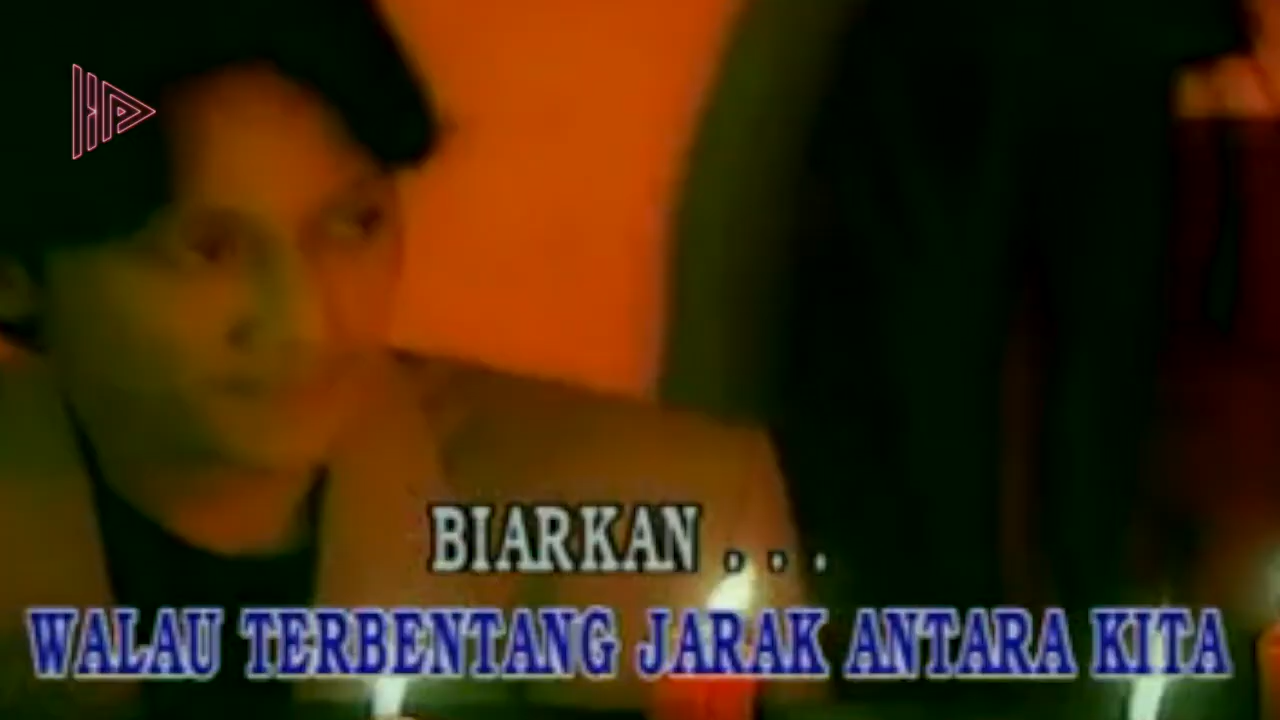 BIARKAN . . .
WALAU TERBENTANG JARAK ANTARA KITA